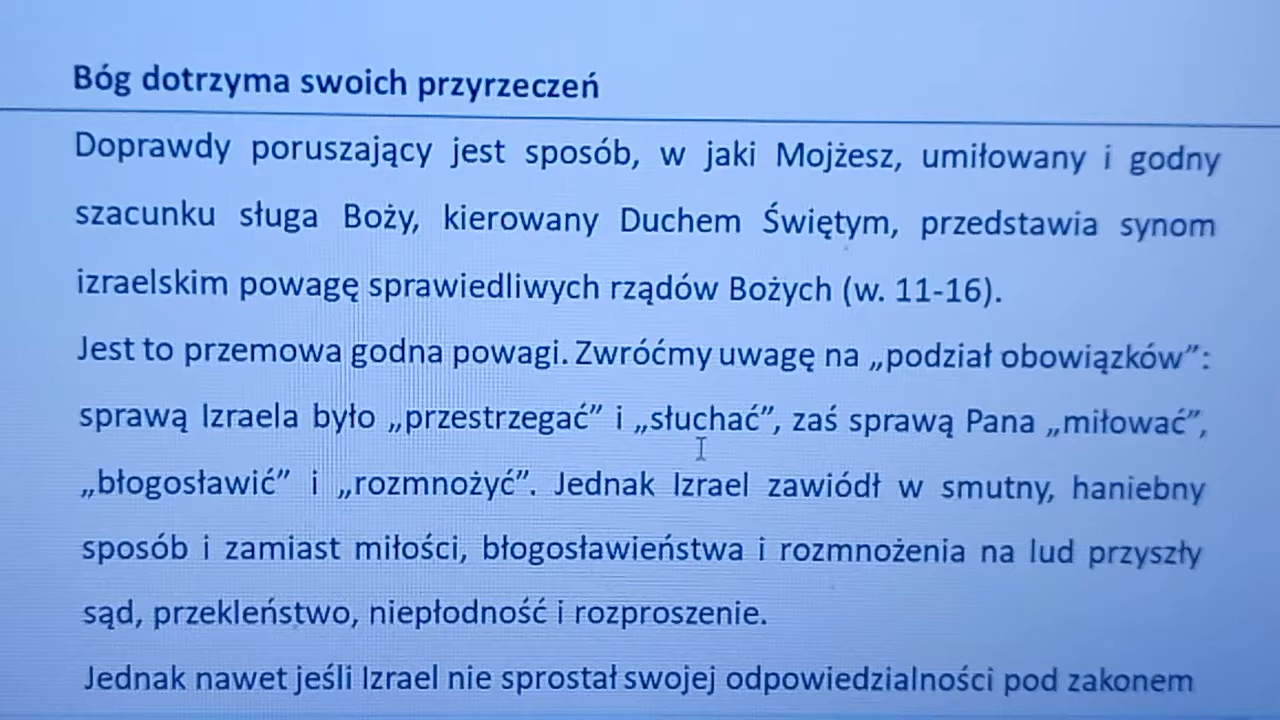 Bóg dotrzyma swoich przyrzeczeń
Doprawdy poruszający jest sposób, w jaki Mojżesz, umiłowany i godny
szacunku sługa Boży, kierowany Duchem Świętym, przedstawia synom
izraelskim powagę sprawiedliwych rządów Bożych (w. 11-16).
Jest to przemowa godna powagi. Zwróćmy uwagę na „podział obowiązków”:
sprawą Izraela było „przestrzegać” i „słuchać”, zaś sprawą Pana „miłować”,
„błogosławić” i „rozmnożyć”. Jednak Izrael zawiódł w smutny, haniebny
sposób i zamiast miłości, błogosławieństwa i rozmnożenia na lud przyszły
sąd, przekleństwo, niepłodność i rozproszenie.
Jednak nawet jeśli Izrael nie sprostał swojej odpowiedzialności pod zakonem